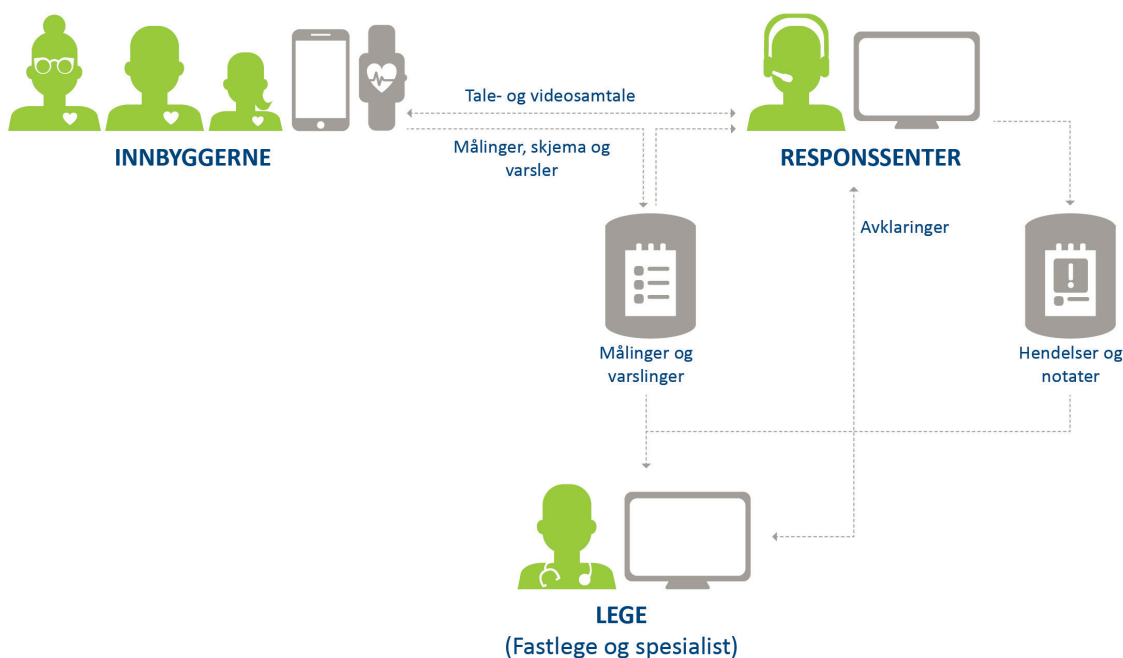 Tale- og videosamtale
INNBYGGERNE
Målinger, skjema og
varsler
RESPONSSENTER
Avklaringer
Målinger og
varslinger
Hendelser og
notater
LEGE
(Fastlege og spesialist)